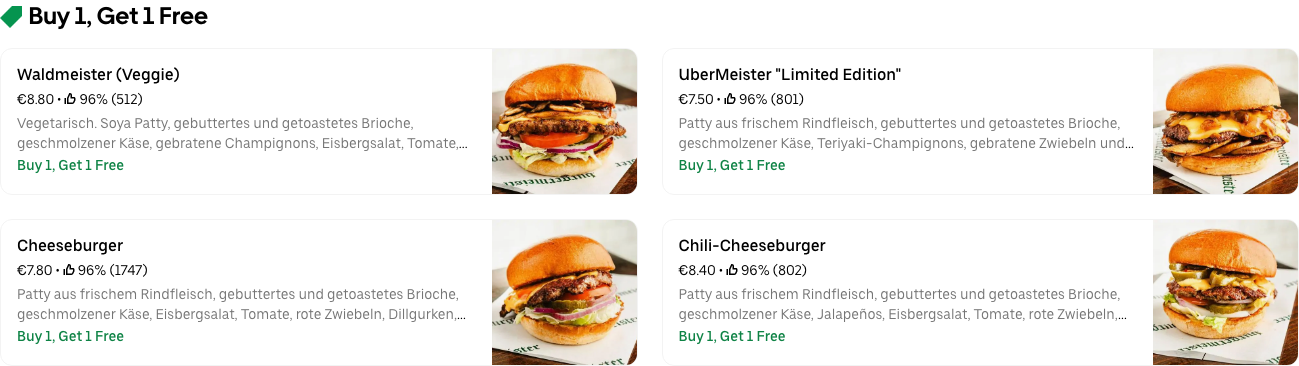 Buy 1, Get 1 Free
Waldmeister (Veggie)
€8.80 • 96% (512)
Vegetarisch. Soya Patty, gebuttertes und getoastetes Brioche,
geschmolzener Käse, gebratene Champignons, Eisbergsalat, Tomate,...
Buy 1, Get 1 Free
burgermeister
UberMeister "Limited Edition"
€7.50 • 96% (801)
Patty aus frischem Rindfleisch, gebuttertes und getoastetes Brioche,
geschmolzener Käse, Teriyaki-Champignons, gebratene Zwiebeln und...
Buy 1, Get 1 Free
Cheeseburger
€7.80 • 96% (1747)
Patty aus frischem Rindfleisch, gebuttertes und getoastetes Brioche,
geschmolzener Käse, Eisbergsalat, Tomate, rote Zwiebeln, Dillgurken,...
Buy 1, Get 1 Free
Chili-Cheeseburger
€8.40 • 96% (802)
Patty aus frischem Rindfleisch, gebuttertes und getoastetes Brioche,
geschmolzener Käse, Jalapeños, Eisbergsalat, Tomate, rote Zwiebeln,...
Buy 1, Get 1 Free